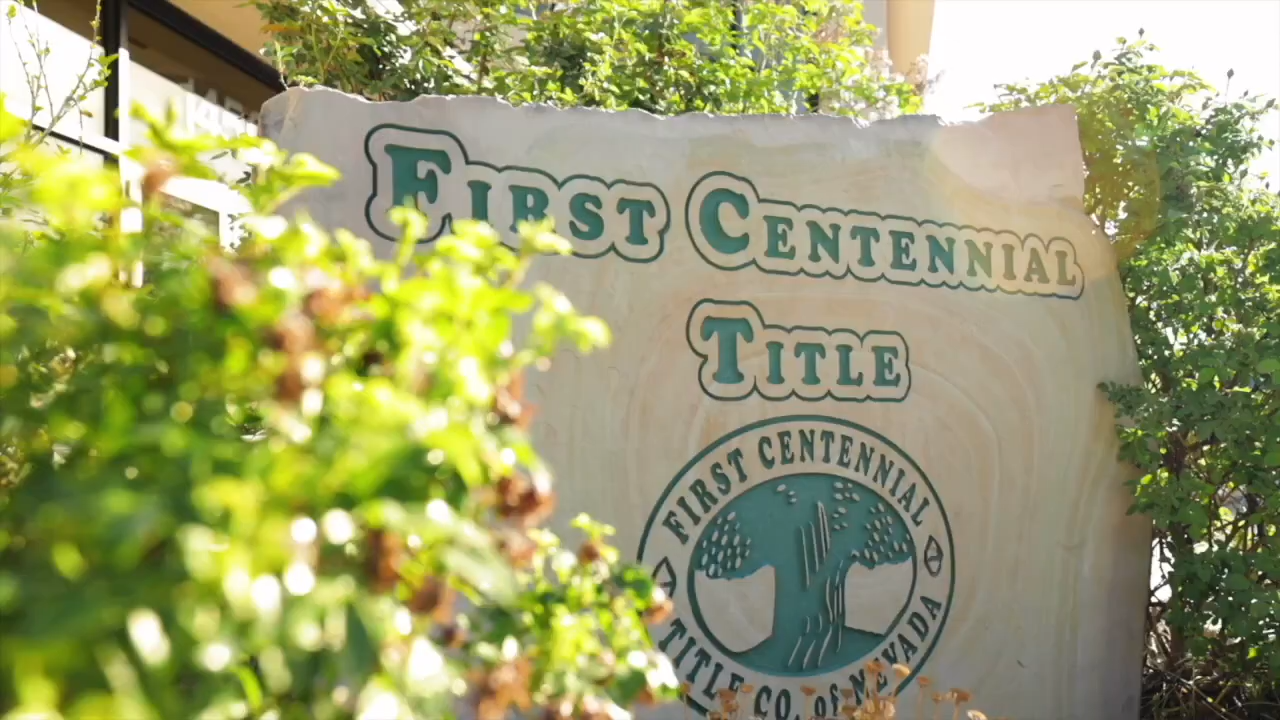 First Centennial
Title
FIRST CENTENNIAL
TITLE CO. of NEVADA